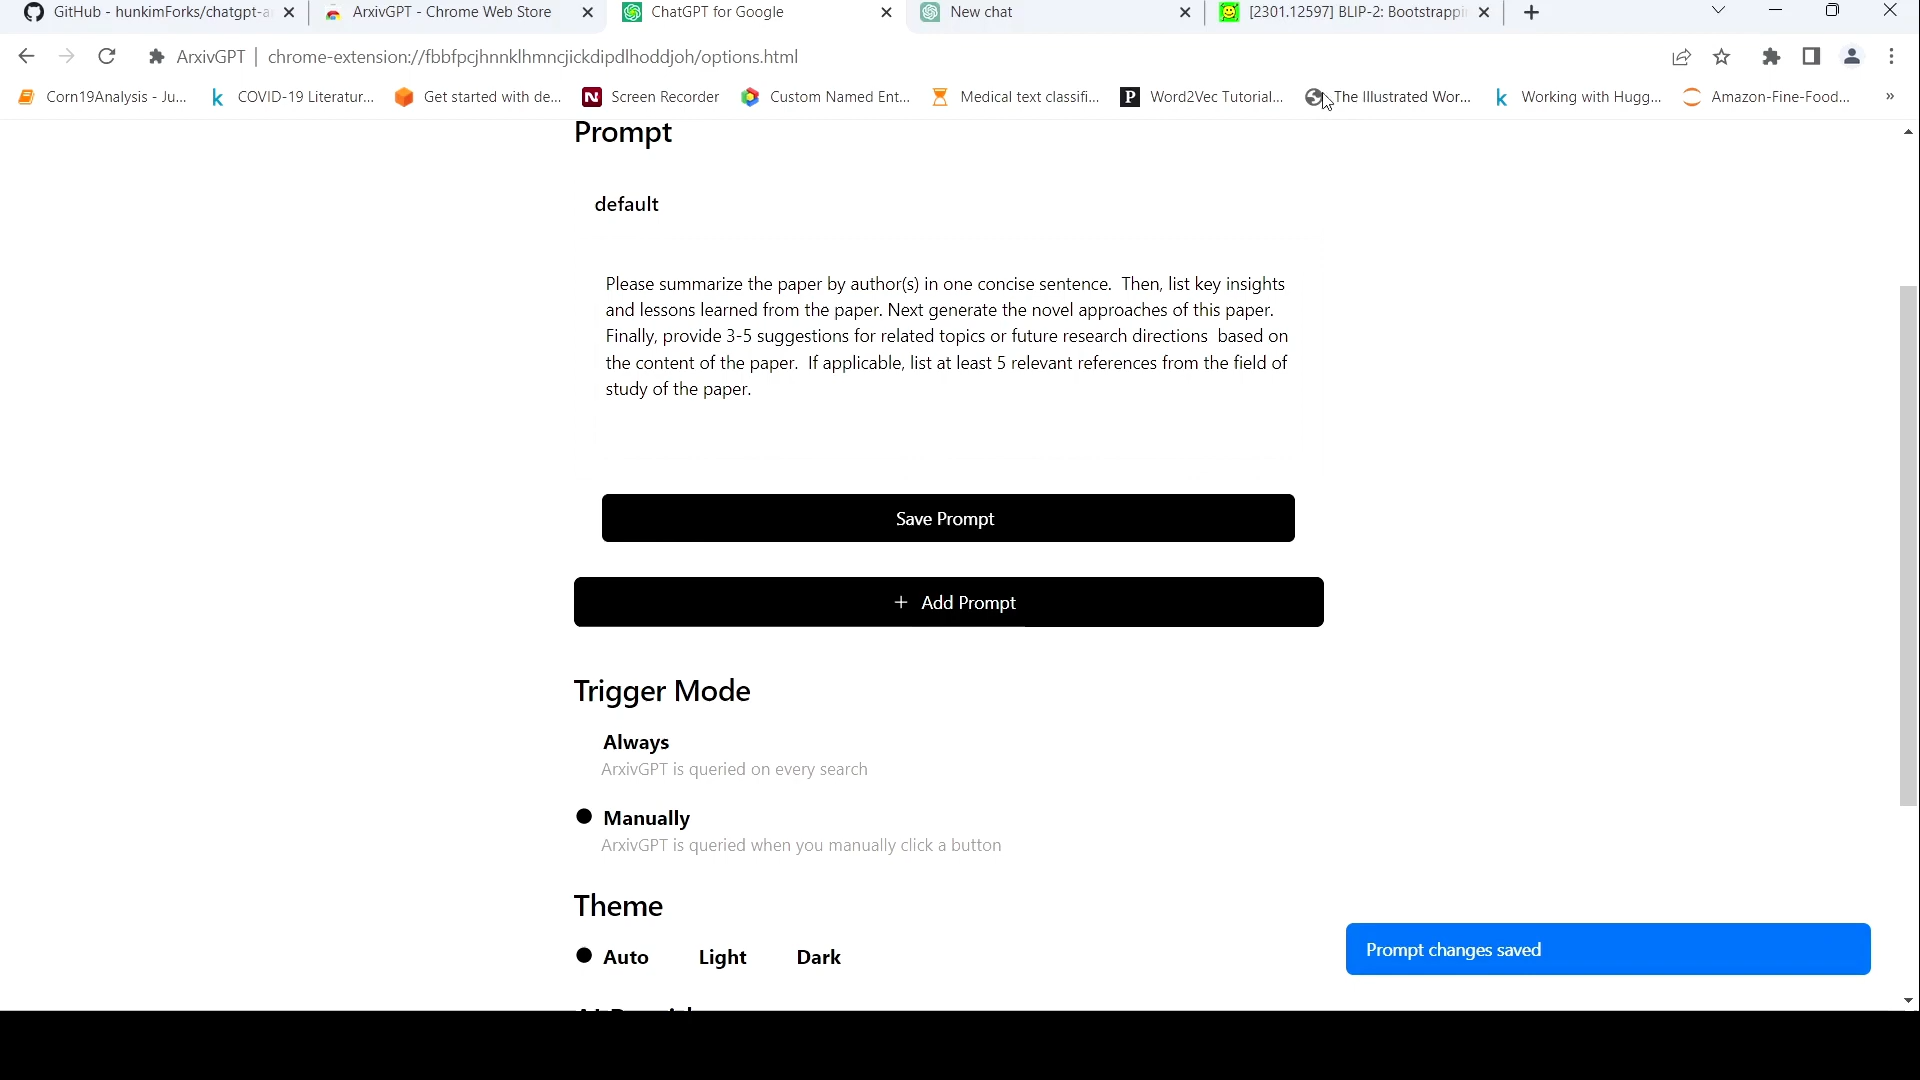 GitHub - hunkimForks/chatgpt-a
ArxivGPT - Chrome Web Store
ChatGPT for Google
New chat
[2301.12597] BLIP-2: Bootstrappi
ArxivGPT | chrome-extension://fbbfpcjhnnklhmncjickdipdlhoddjoh/options.html
Corn19Analysis - Ju...
COVID-19 Literatur...
Get started with de...
N Screen Recorder
Custom Named Ent...
Medical text classifi...
P Word2Vec Tutorial...
The Illustrated Wor...
k Working with Hugg...
Amazon-Fine-Food...
»
Prompt
default
Please summarize the paper by author(s) in one concise sentence. Then, list key insights
and lessons learned from the paper. Next generate the novel approaches of this paper.
Finally, provide 3-5 suggestions for related topics or future research directions based on
the content of the paper. If applicable, list at least 5 relevant references from the field of
study of the paper.
Save Prompt
+ Add Prompt
Trigger Mode
Always
ArxivGPT is queried on every search
Manually
ArxivGPT is queried when you manually click a button
Theme
Auto
Light
Dark
Prompt changes saved